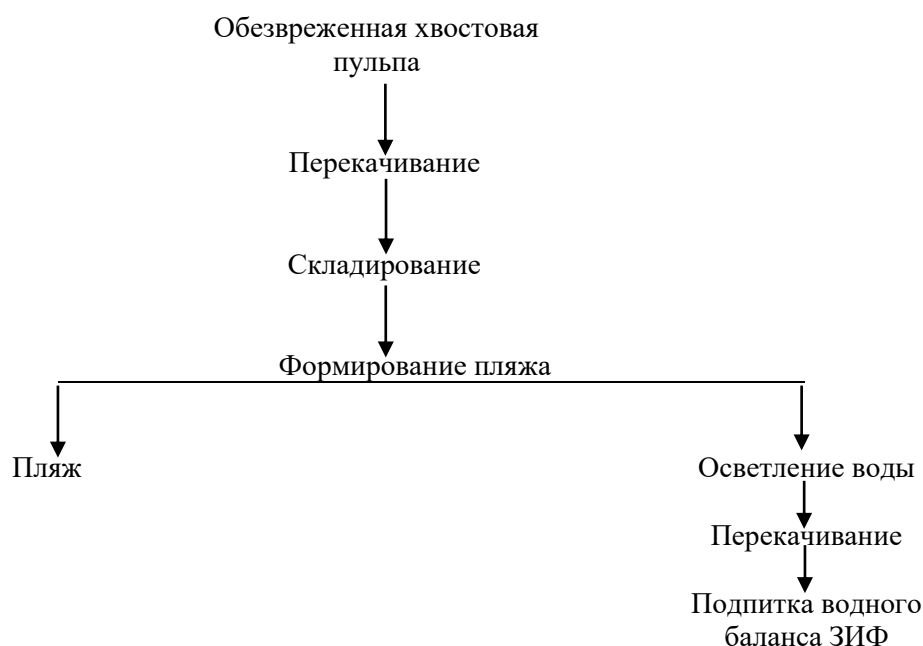 Обезвреженная хвостовая
пульпа
Перекачивание
Складирование
Формирование пляжа
Пляж
Осветление воды
Перекачивание
Подпитка водного
баланса ЗИФ